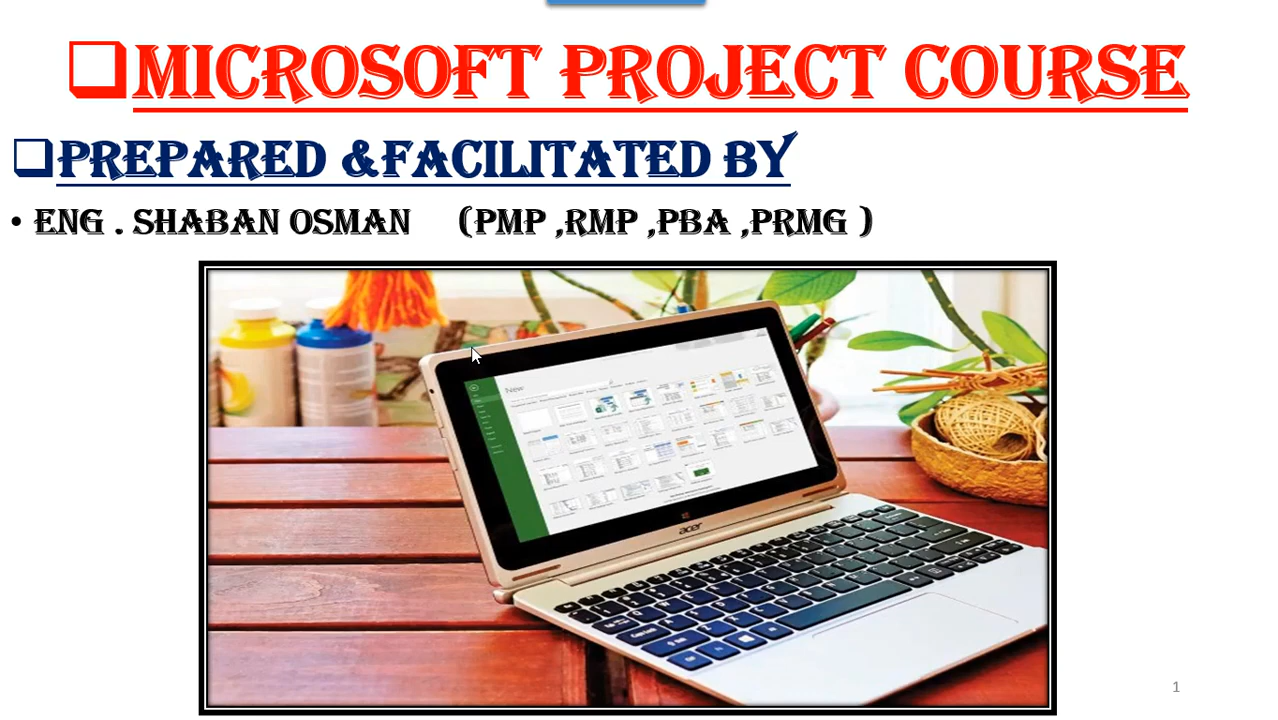 ❑MICROSOFT PROJECT COURSE
❑PREPARED &FACILITATED BY
• ENG . SHABAN OSMAN (PMP ,RMP ,PBA ,PRMG )
New
acer
1